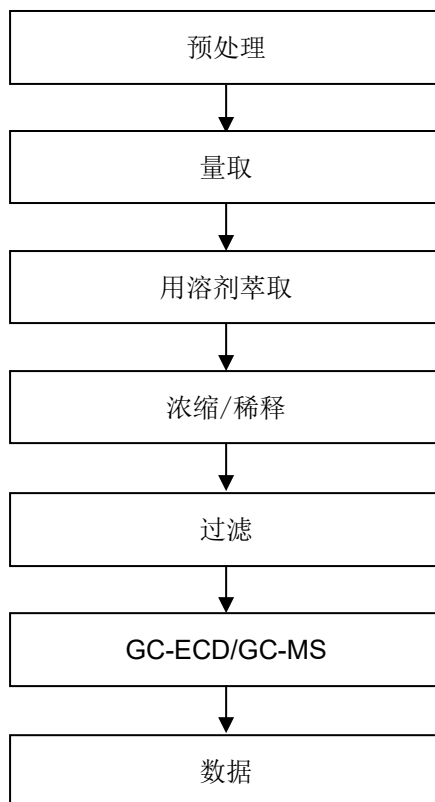 预处理
量取
用溶剂萃取
浓缩/稀释
过滤
GC-ECD/GC-MS
数据